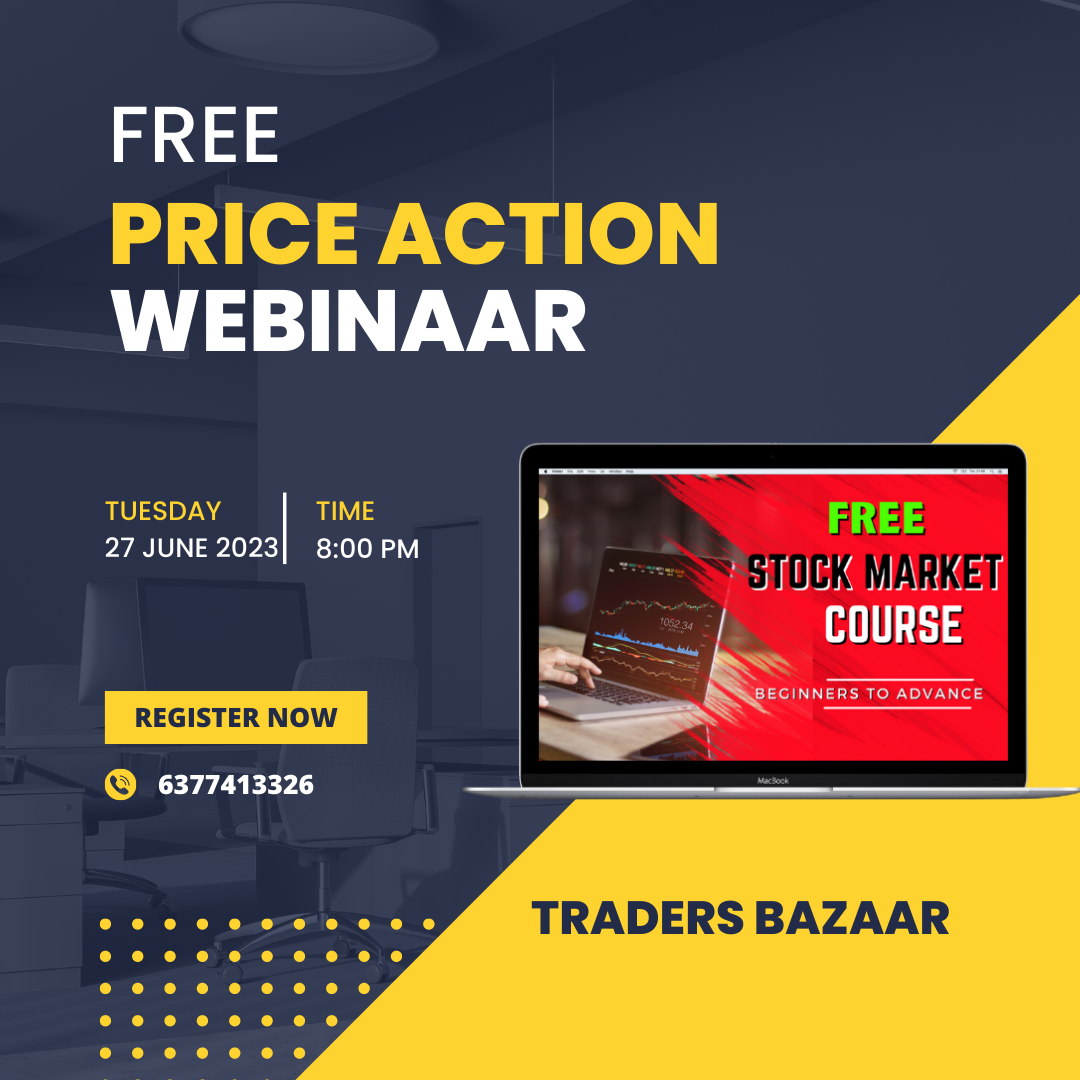 FREE
PRICE ACTION
WEBINAAR
TUESDAY
27 JUNE 2023
TIME
8:00 PM
REGISTER NOW
6377413326
FREE
STOCK MARKET
COURSE
BEGINNERS TO ADVANCE
1052.34
MacBook
TRADERS BAZAAR